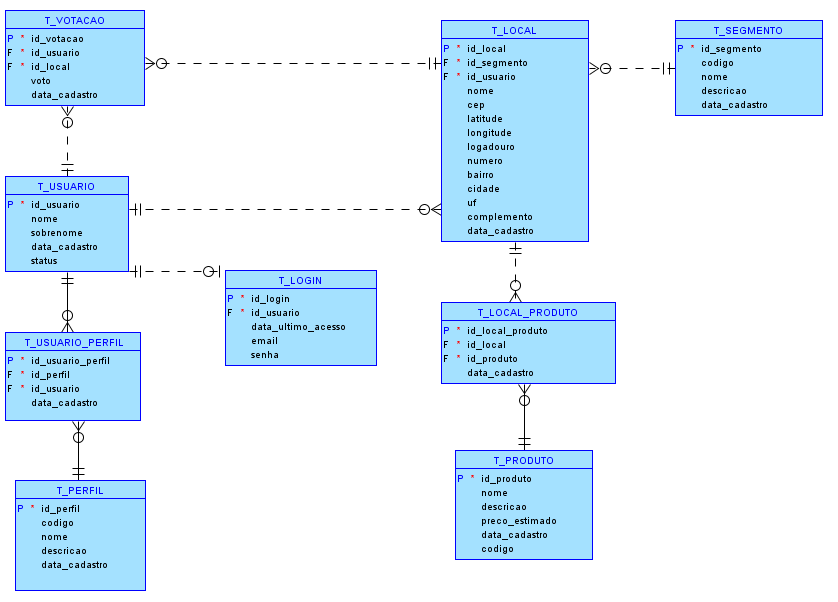 T_VOTACAO
P * id_votacao
F * id_usuario
F * id_local
voto
data_cadastro
T_LOCAL
P * id_local
F * id_segmento
F * id_usuario
nome
cep
latitude
longitude
logadouro
numero
bairro
cidade
uf
complemento
data_cadastro
T_SEGMENTO
P * id_segmento
codigo
nome
descricao
data_cadastro
T_USUARIO
P * id_usuario
nome
sobrenome
data_cadastro
status
T_LOGIN
P * id_login
F * id_usuario
data_ultimo_acesso
email
senha
T_LOCAL_PRODUTO
P * id_local_produto
F * id_local
F * id_produto
data_cadastro
T_USUARIO_PERFIL
P * id_usuario_perfil
F * id_perfil
F * id_usuario
data_cadastro
T_PRODUTO
P * id_produto
nome
descricao
preco_estimado
data_cadastro
codigo
T_PERFIL
P * id_perfil
codigo
nome
descricao
data_cadastro